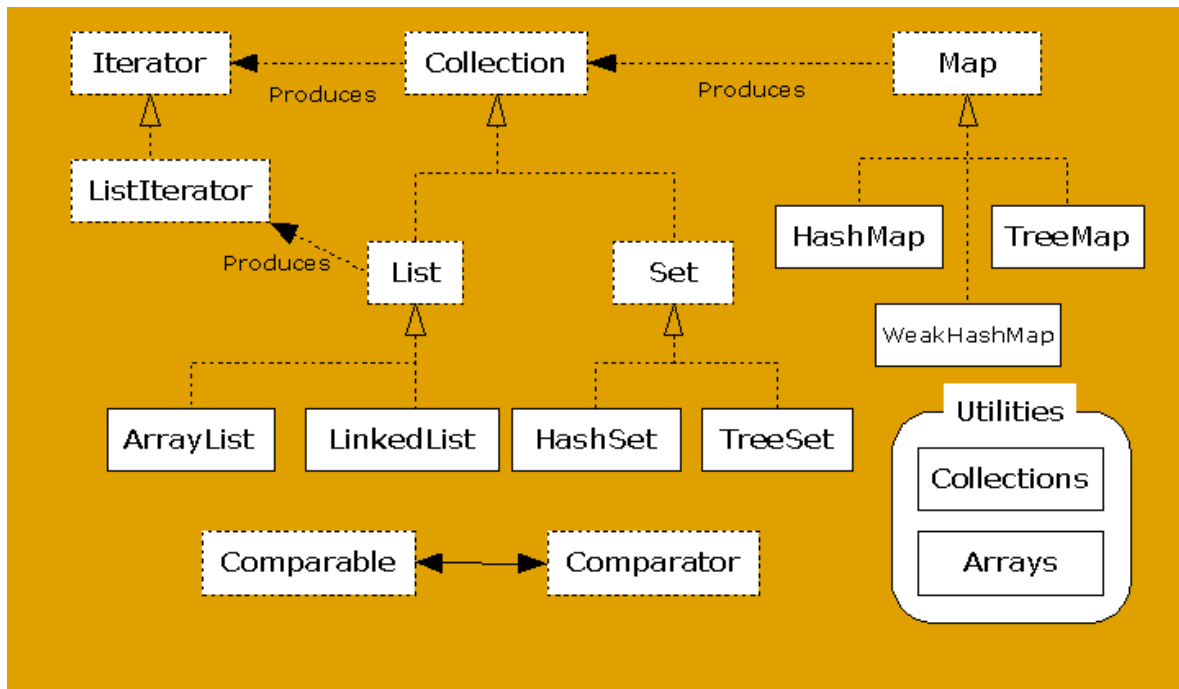 Iterator
Collection
Map
Produces
Produces
ListIterator
HashMap
TreeMap
Produces
List
Set
WeakHashMap
Utilities
ArrayList
LinkedList
HashSet
TreeSet
Collections
Comparable
Comparator
Arrays